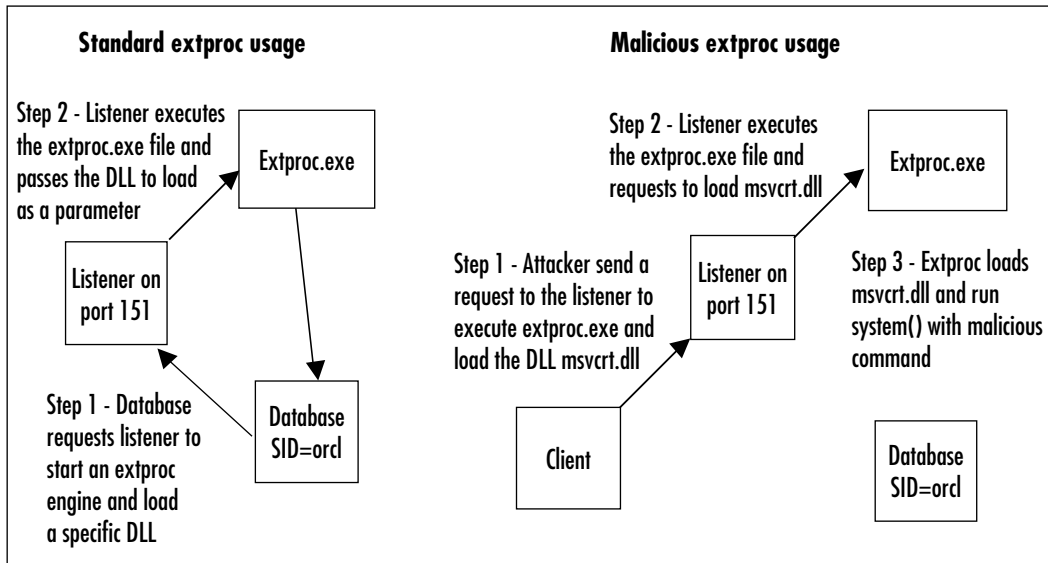 Standard extproc usage
Step 2 - Listener executes
the extproc.exe file and
passes the DLL to load
as a parameter
Extproc.exe
Listener on
port 151
Step 1 - Database
requests listener to
start an extproc
engine and load
a specific DLL
Database
SID=orcl
Malicious extproc usage
Step 2 - Listener executes
the extproc.exe file and
requests to load msvcrt.dll
Extproc.exe
Step 1 - Attacker send a
request to the listener to
execute extproc.exe and
load the DLL msvcrt.dll
Listener on
port 151
Step 3 - Extproc loads
msvcrt.dll and run
system() with malicious
command
Client
Database
SID=orcl